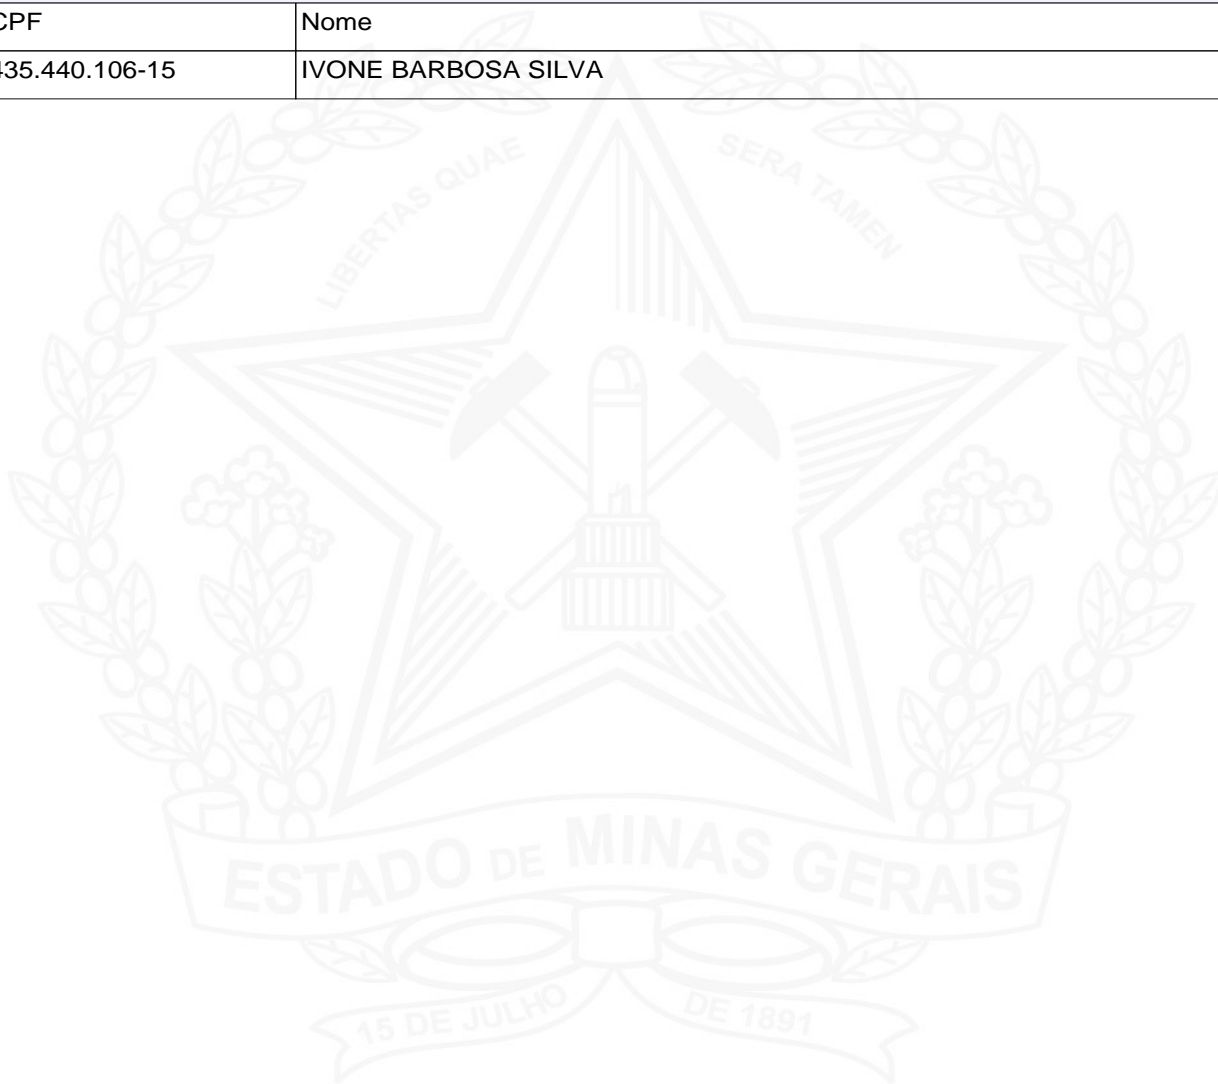 CPF Nome
435.440.106-15 IVONE BARBOSA SILVA
LIBERTAS QUAE SERA TAMEN
ESTADO DE MINAS GERAIS
15 DE JULHO DE 1891